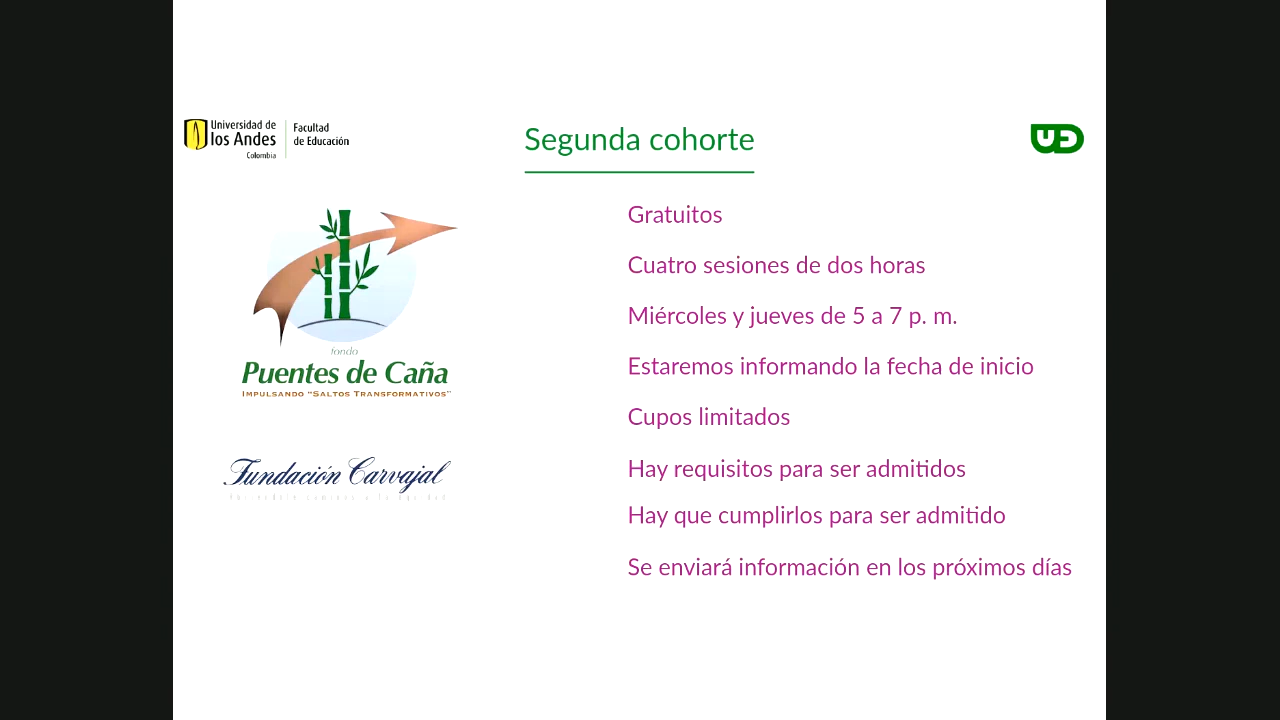 Universidad de
los Andes
Colombia
Facultad
de Educación
Segunda cohorte
Gratuitos
Cuatro sesiones de dos horas
Miércoles y jueves de 5 a 7 p. m.
Estaremos informando la fecha de inicio
Cupos limitados
Hay requisitos para ser admitidos
Hay que cumplirlos para ser admitido
Se enviará información en los próximos días
fondo
Puentes de Caña
IMPULSANDO "SALTOS TRANSFORMATIVOS"
Fundación Carvajal